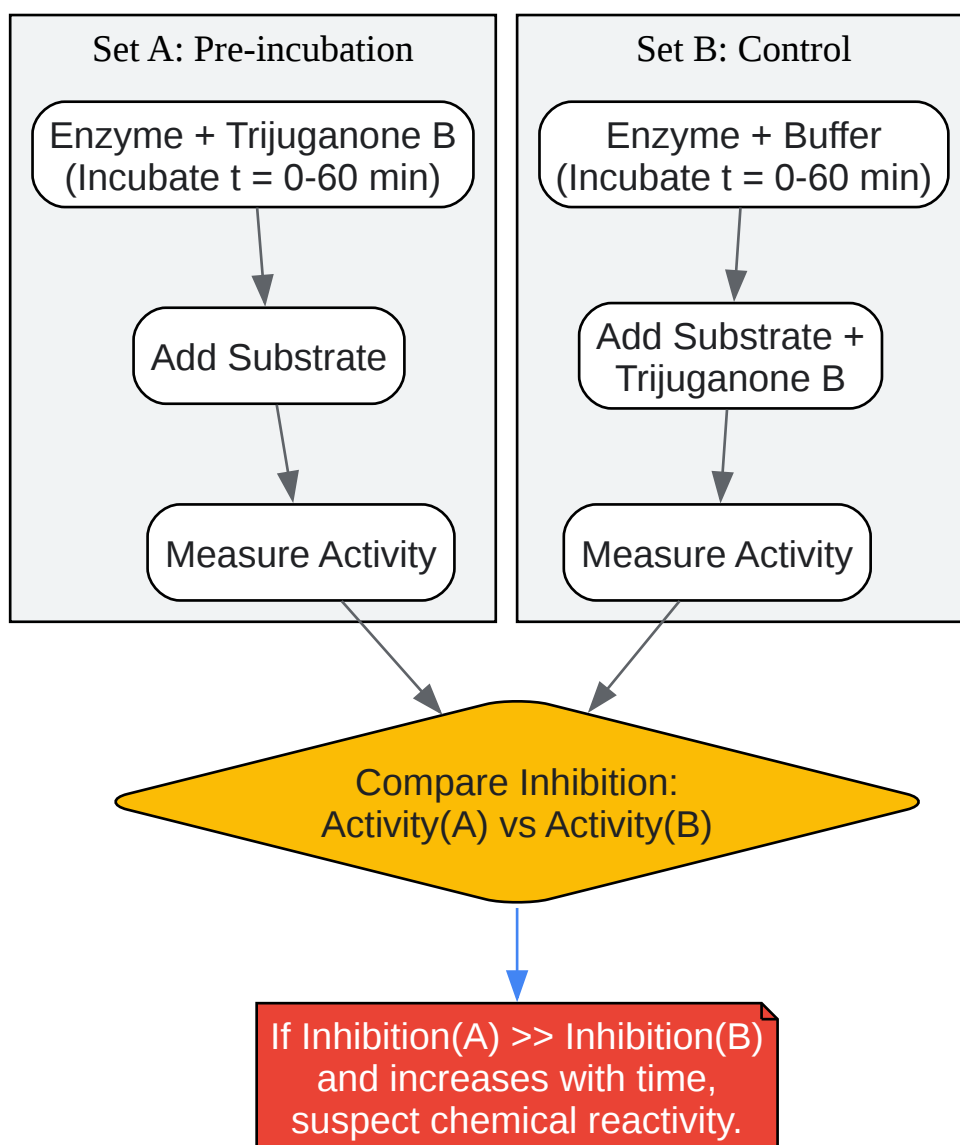 Set A: Pre-incubation
Enzyme + Trijuganone B
(Incubate t = 0-60 min)
Add Substrate
Measure Activity
Set B: Control
Enzyme + Buffer
(Incubate t = 0-60 min)
Add Substrate +
Trijuganone B
Measure Activity
Compare Inhibition:
Activity(A) vs Activity(B)
If Inhibition(A) >> Inhibition(B)
and increases with time,
suspect chemical reactivity.